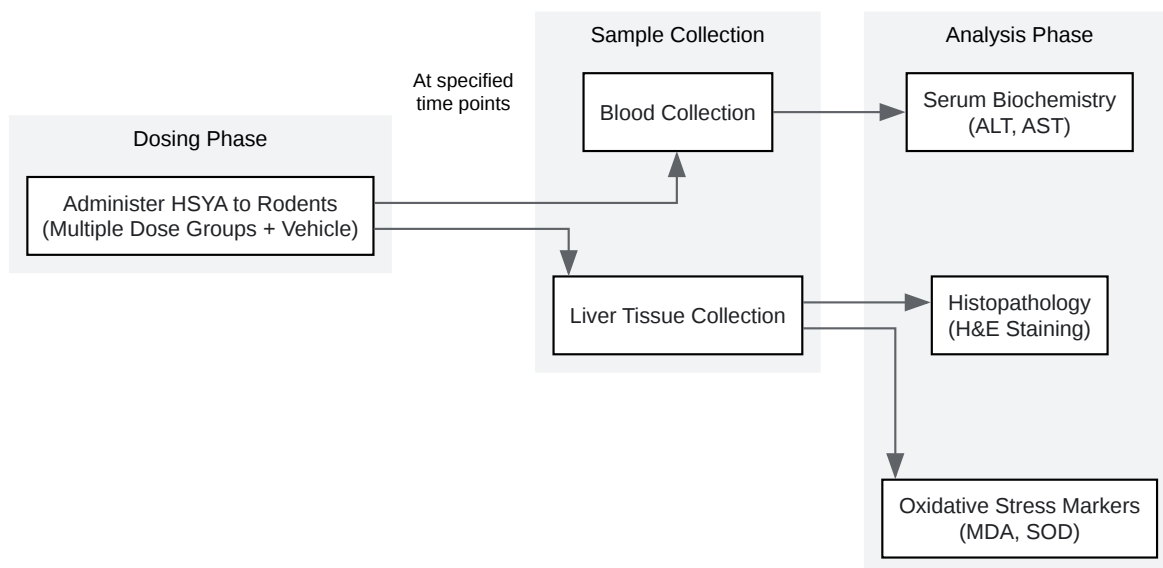 Dosing Phase
Administer HSYA to Rodents
(Multiple Dose Groups + Vehicle)
At specified
time points
Sample Collection
Blood Collection
Liver Tissue Collection
Analysis Phase
Serum Biochemistry
(ALT, AST)
Histopathology
(H&E Staining)
Oxidative Stress Markers
(MDA, SOD)